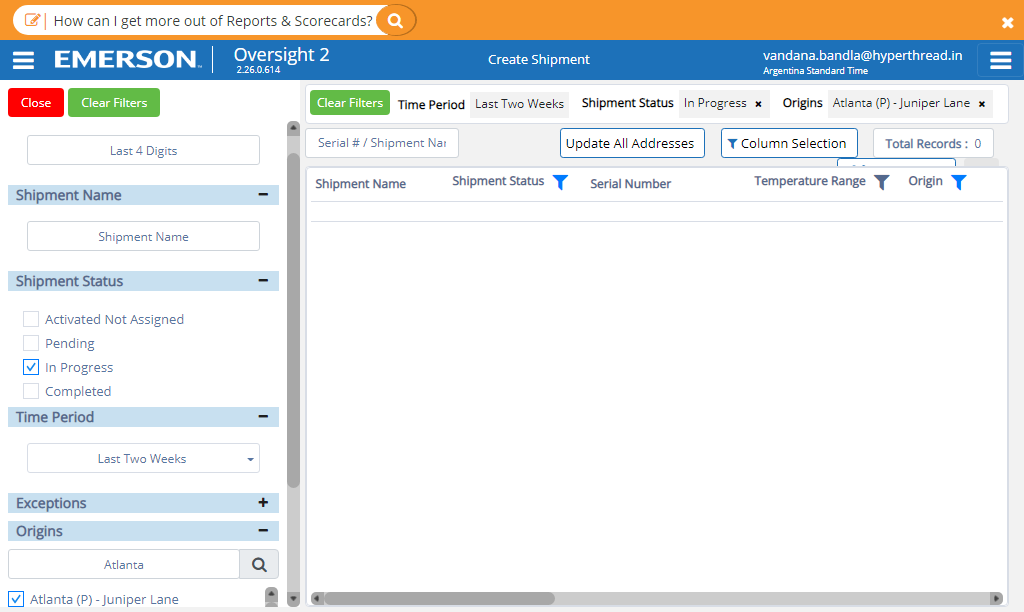 How can I get more out of Reports & Scorecards?
EMERSON
Oversight 2
2.26.0.614
Create Shipment
vandana.bandla@hyperthread.in
Argentina Standard Time
Close
Clear Filters
Last 4 Digits
Shipment Name
Shipment Name
Shipment Status
Activated Not Assigned
Pending
In Progress
Completed
Time Period
Last Two Weeks
Exceptions
Origins
Atlanta
Atlanta (P) - Juniper Lane
Clear Filters Time Period Last Two Weeks Shipment Status In Progress × Origins Atlanta (P) - Juniper Lane ×
Serial # / Shipment Nar
Update All Addresses
Column Selection
Total Records : 0
Shipment Name Shipment Status Serial Number Temperature Range Origin